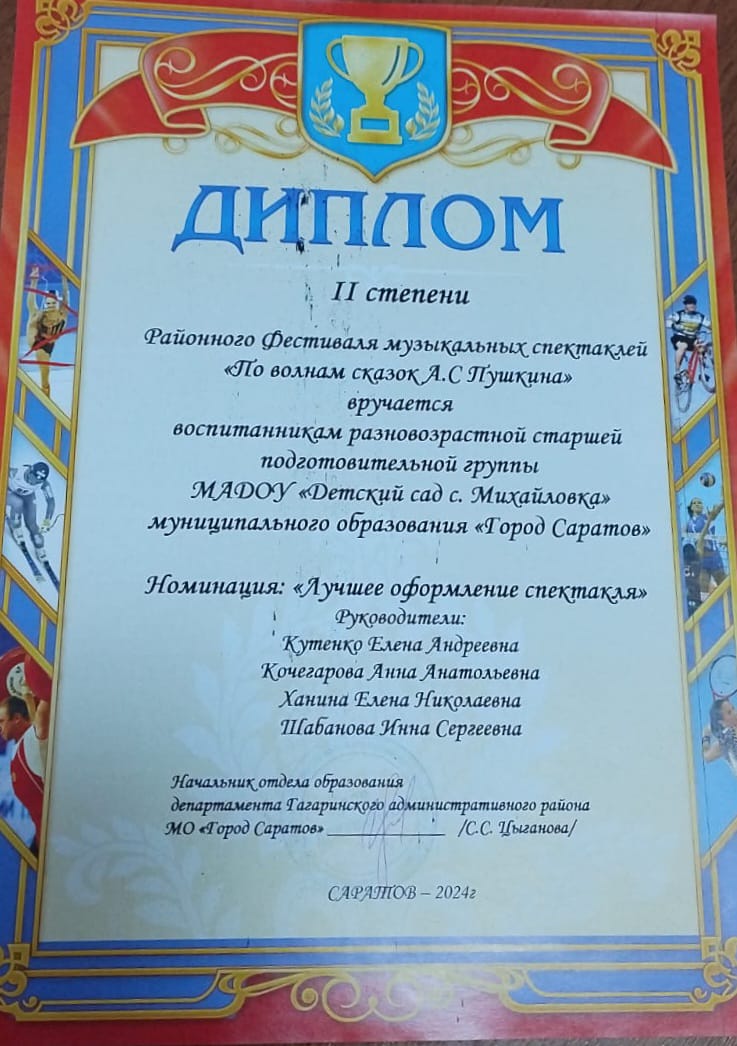 ДИПЛОМ
II степени
Районного Фестиваля музыкальных спектаклей
«По волнам сказок А.С Пушкина»
вручается
воспитанникам разновозрастной старшей
подготовительной группы
МАДОУ «Детский сад с. Михайловка»
муниципального образования «Город Саратов»
Номинация: «Лучшее оформление спектакля»
Руководители:
Кутенко Елена Андреевна
Кочегарова Анна Анатольевна
Ханина Елена Николаевна
Шабанова Инна Сергеевна
Начальник отдела образования
департамента Гагаринского административного района
МО «Город Саратов» ______________ /С.С. Цыганова/
САРАТОВ – 2024г